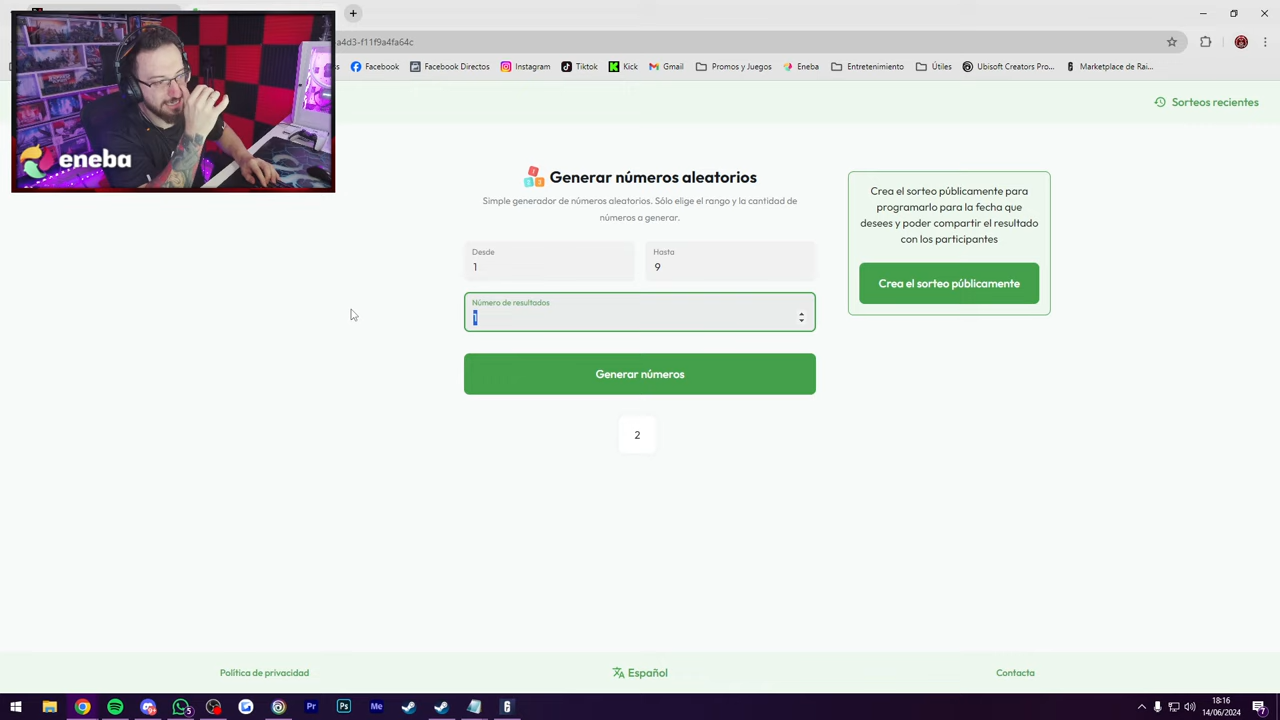 a4d3-f11f9a4fa64c
Facebook
Facebook Directos
Instagram
Tiktok
Kick
Gmail
Promos y Juegos
Eneba
Entretenimiento
Útiles
Ubisoft Creators Pro...
Marketplace de Rai...
Sorteos recientes
eneba
Generar números aleatorios
Simple generador de números aleatorios. Sólo elige el rango y la cantidad de
números a generar.
Desde
1
Hasta
9
Número de resultados
1
Generar números
2
Crea el sorteo públicamente para
programarlo para la fecha que
desees y poder compartir el resultado
con los participantes
Crea el sorteo públicamente
Política de privacidad
Español
Contacta
5
Pr
Ps
Me
18:16
14/06/2024